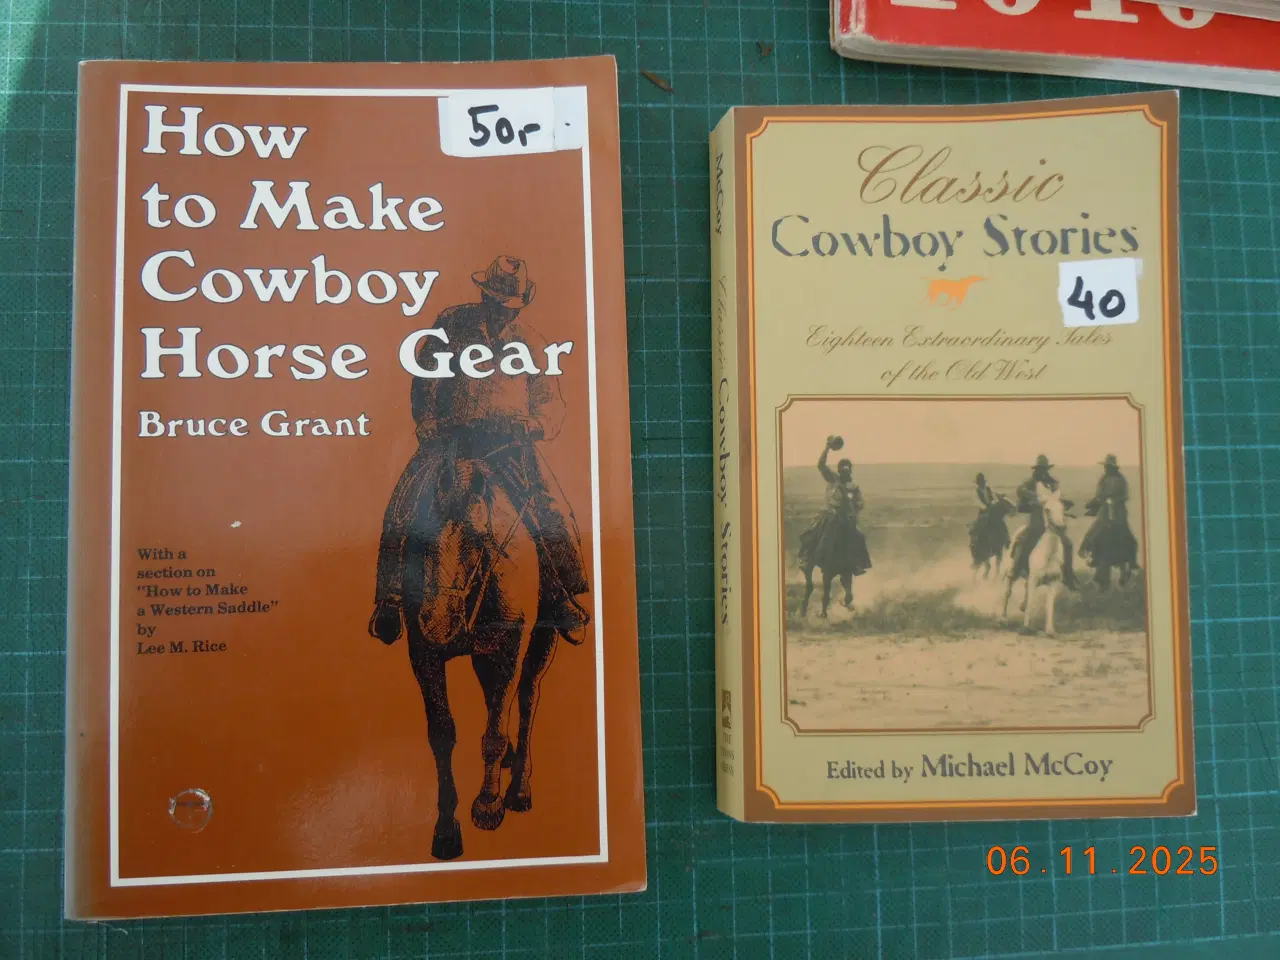 How
to Make
Cowboy
Horse Gear
Bruce Grant
With a
section on
"How to Make
a Western Saddle"
by
Lee M. Rice
50r
Classic
Cowboy Stories
40
Eighteen Extraordinary Tales
of the Old West
Edited by Michael McCoy
McCoy
Classic Cowboy Stories
06.11.2025